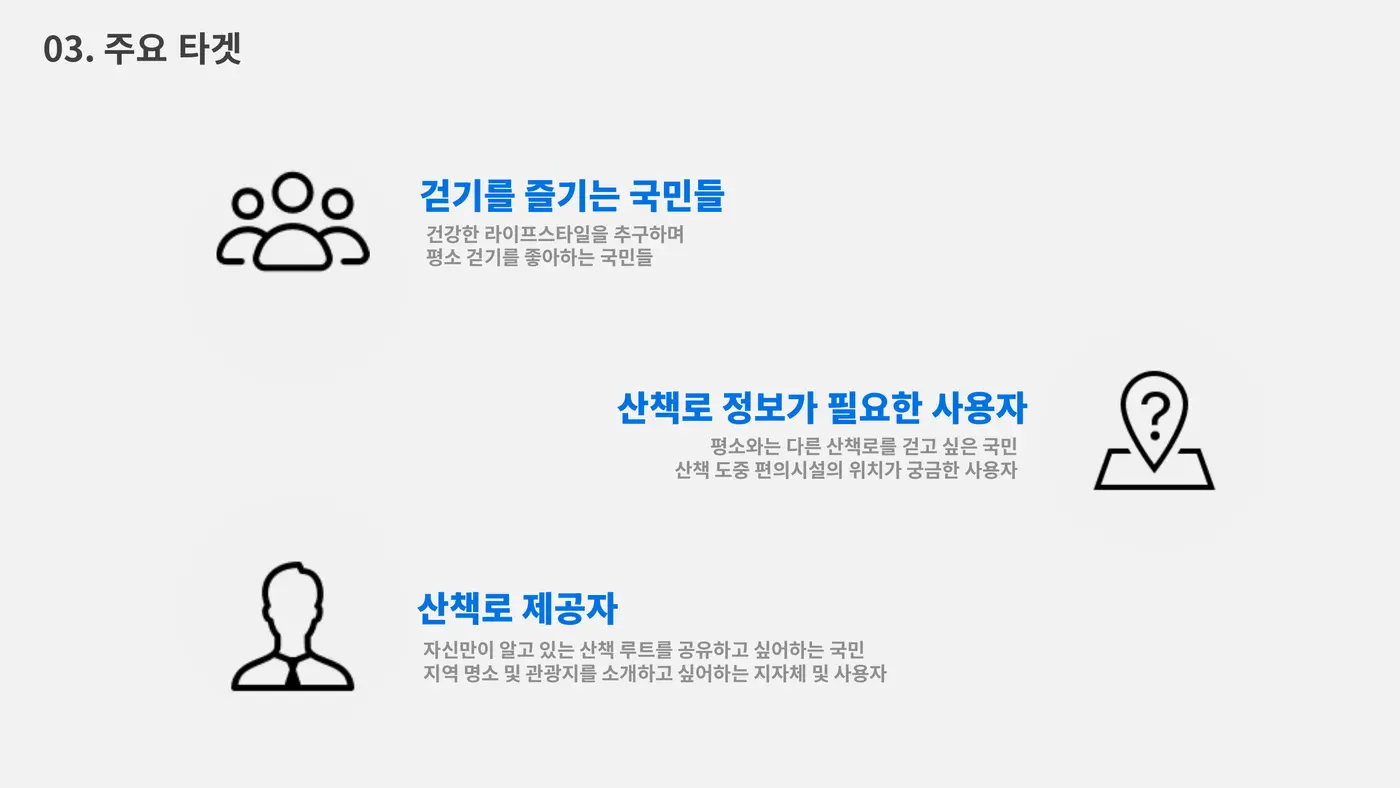 03. 주요 타겟
걷기를 즐기는 국민들
건강한 라이프스타일을 추구하며
평소 걷기를 좋아하는 국민들
산책로 정보가 필요한 사용자
평소와는 다른 산책로를 걷고 싶은 국민
산책 도중 편의시설의 위치가 궁금한 사용자
?
산책로 제공자
자신만이 알고 있는 산책 루트를 공유하고 싶어하는 국민
지역 명소 및 관광지를 소개하고 싶어하는 지자체 및 사용자